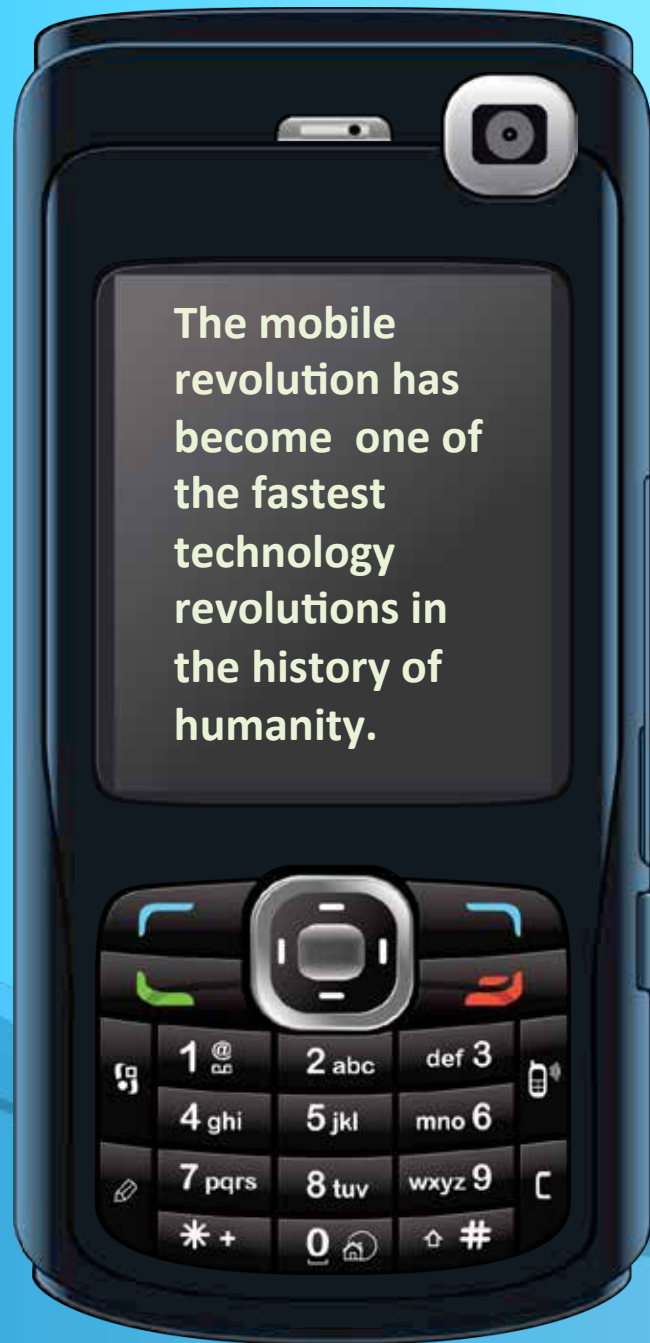 The mobile
revolution has
become one of
the fastest
technology
revolutions in
the history of
humanity.
1 @
2 abc
def 3
4 ghi
5 jkl
mno 6
7 pqrs
8 tuv
wxyz 9
* +
0
#
C